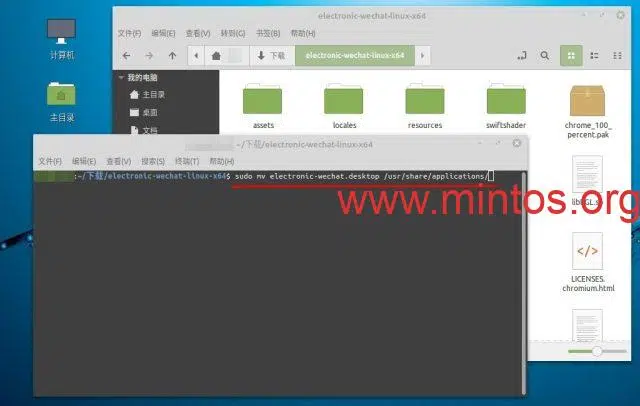 electronic-wechat-linux-x64
文件(F) 编辑(E) 查看(V) 转到(G) 书签(B) 帮助(H)
下载 electronic-wechat-linux-x64
计算机
主目录
我的电脑
主目录
桌面
文档
assets
locales
resources
swiftshader
chrome_100_
percent.pak
LICENSES.
chromium.html
~/下载/electronic-wechat-linux-x64
文件(F) 编辑(E) 查看(V) 搜索(S) 终端(T) 帮助(H)
:~/下载/electronic-wechat-linux-x64$ sudo mv electronic-wechat.desktop /usr/share/applications/
www.mintos.org